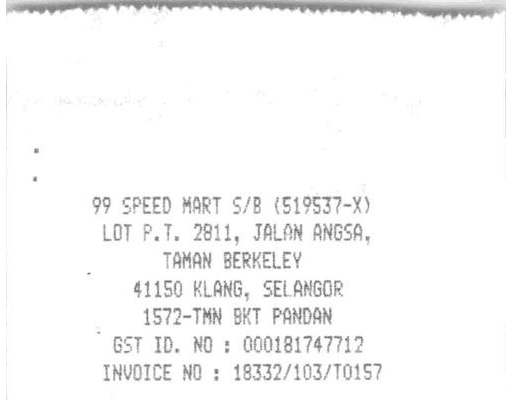 99 SPEED MART S/B (519537-X)
LOT P.T. 2811, JALAN ANGSA,
TAMAN BERKELEY
41150 KLANG, SELANGOR
1572-TMN BKT PANDAN
GST ID. NO : 000181747712
INVOICE NO : 18332/103/T0157